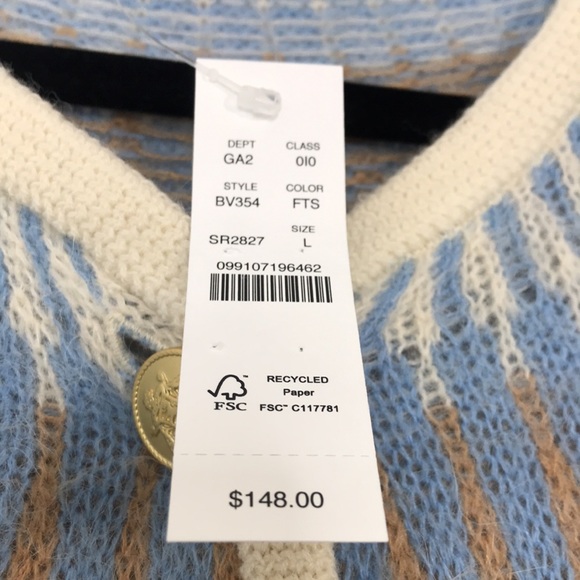 DEPT CLASS
GA2 0I0
STYLE COLOR
BV354 FTS
SIZE
SR2827 L
099107196462
RECYCLED
Paper
FSC FSC™ C117781
$148.00